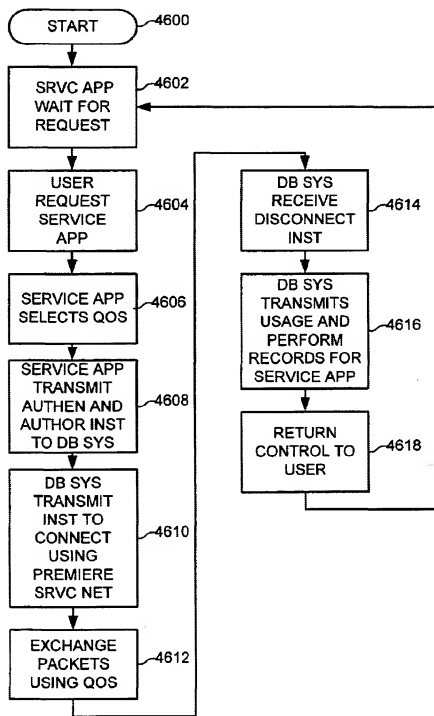 START
4600
SRVC APP
WAIT FOR
REQUEST
4602
USER
REQUEST
SERVICE
APP
4604
SERVICE APP
SELECTS QOS
4606
SERVICE APP
TRANSMIT
AUTHEN AND
AUTHOR INST
TO DB SYS
4608
DB SYS
TRANSMIT
INST TO
CONNECT
USING
PREMIERE
SRVC NET
4610
EXCHANGE
PACKETS
USING QOS
4612
DB SYS
RECEIVE
DISCONNECT
INST
4614
DB SYS
TRANSMITS
USAGE AND
PERFORM
RECORDS FOR
SERVICE APP
4616
RETURN
CONTROL TO
USER
4618